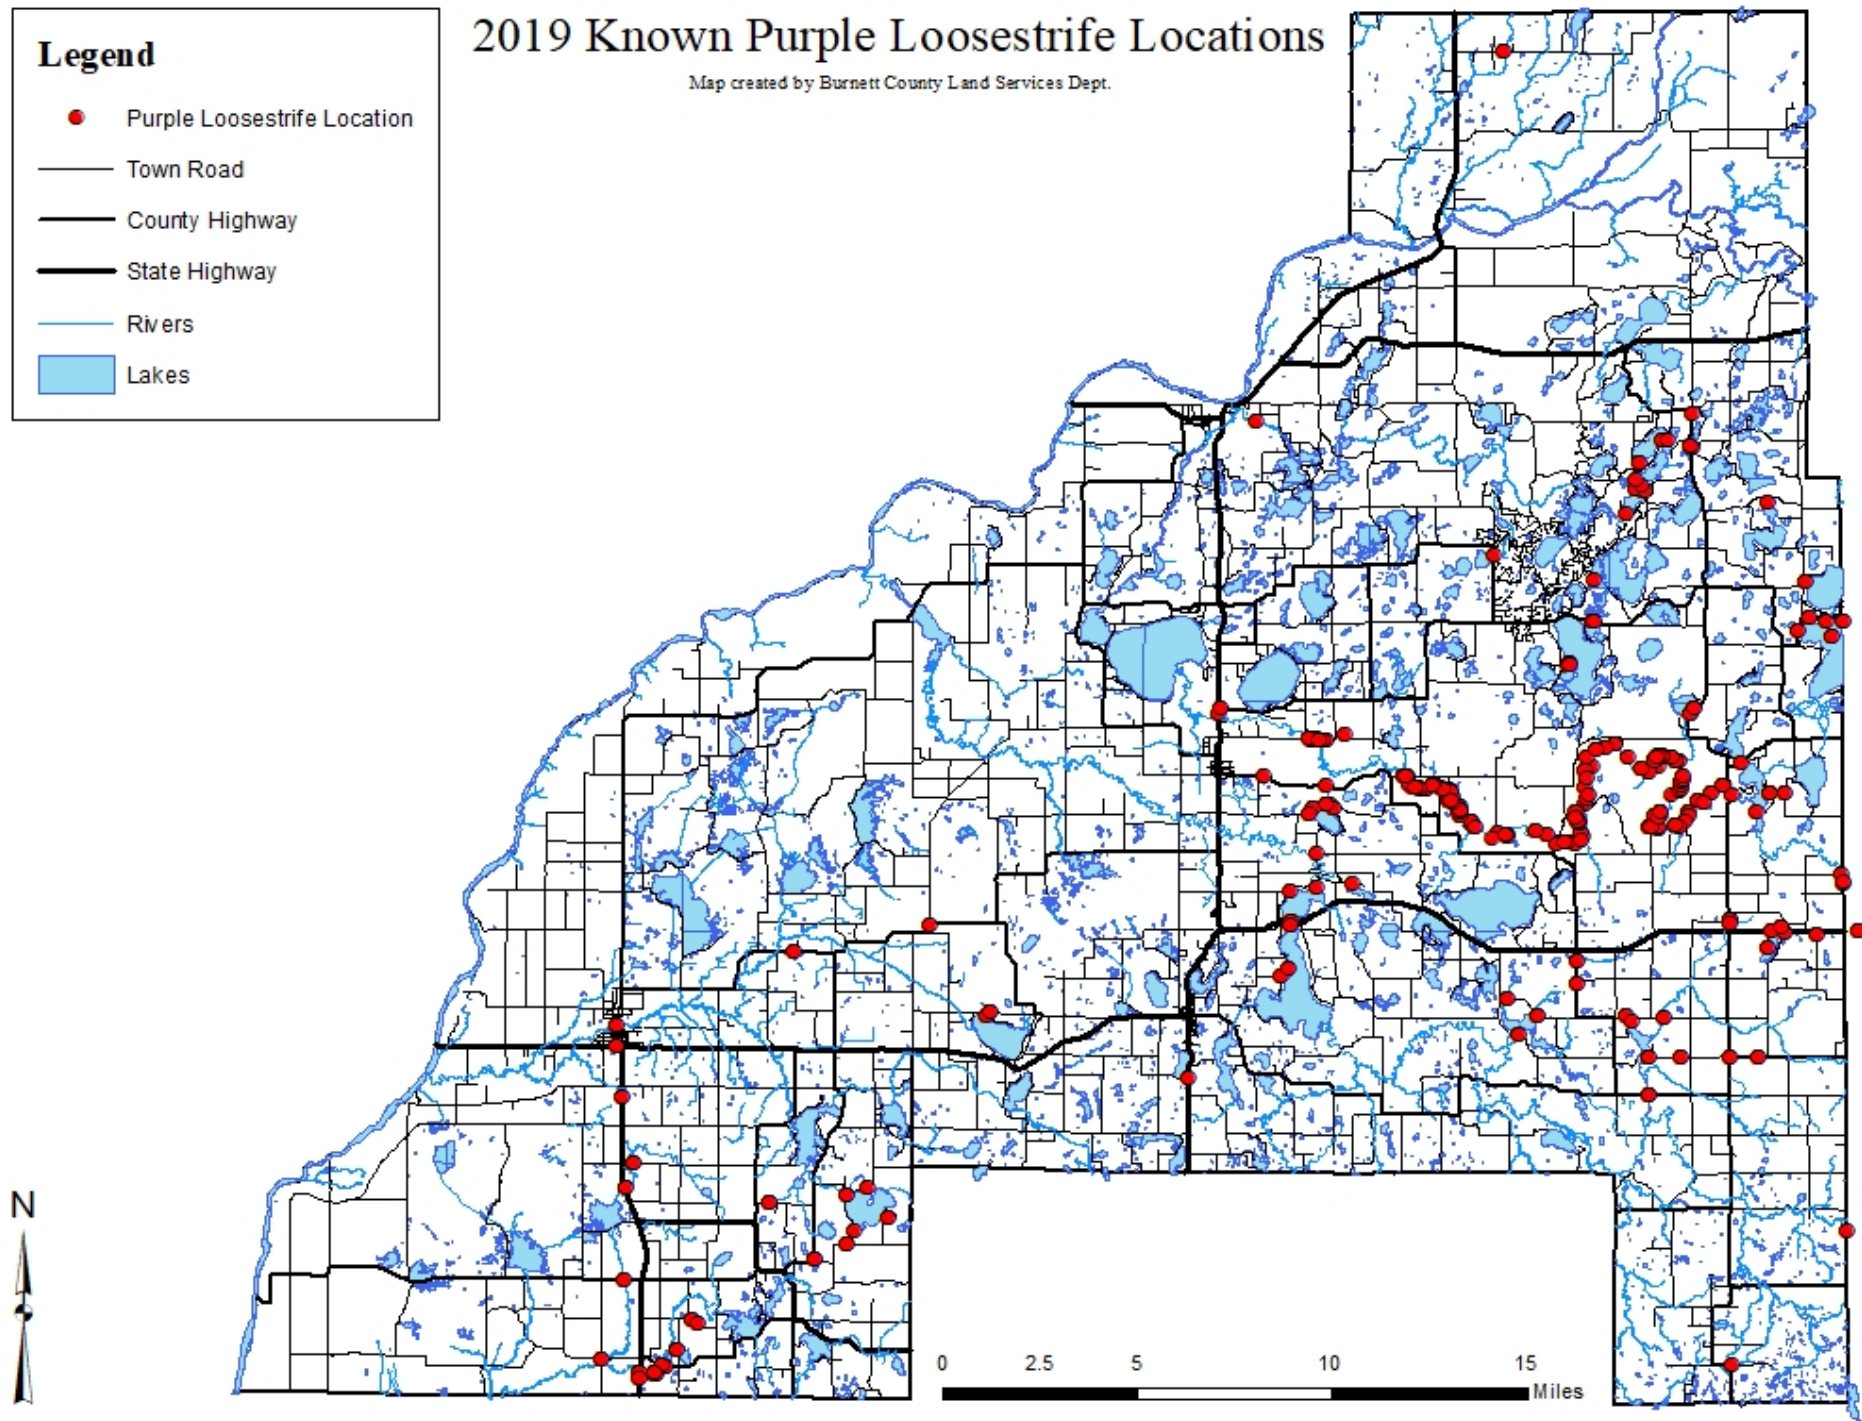 2019 Known Purple Loosestrife Locations
Map created by Burnett County Land Services Dept.
Legend
Purple Loosestrife Location
Town Road
County Highway
State Highway
Rivers
Lakes
N
0 2.5 5 10 15
Miles